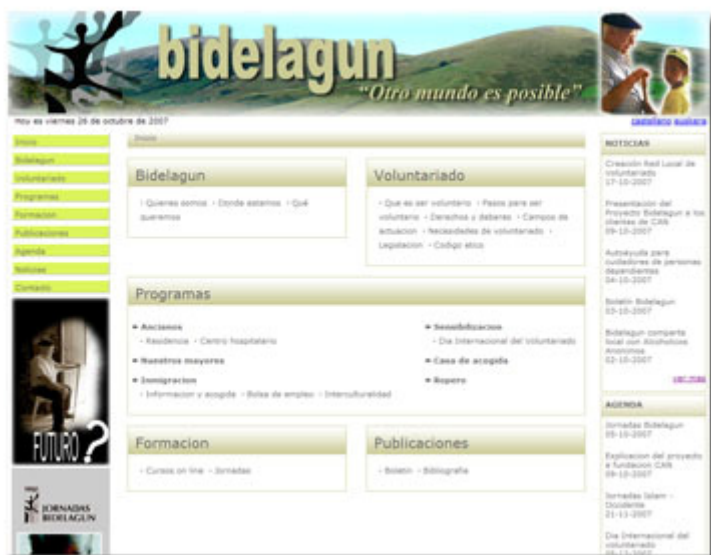 bidelagun
"Otro mundo es posible"
Hoy es viernes 26 de octubre de 2007
castellano euskera
Inicio
Bidelagun
Voluntariado
Programas
Formacion
Publicaciones
Agenda
Noticias
Contacto
FUTURO?
JORNADAS
BIDELAGUN
Inicio
Bidelagun
- Quienes somos - Donde estamos - Qué
queremos
Voluntariado
- Que es ser voluntario - Pasos para ser
voluntario - Derechos y deberes - Campos de
actuacion - Necesidades de voluntariado -
Legislacion - Codigo etico
Programas
Ancianos
- Residencia - Centro hospitalario
Nuestros mayores
Inmigracion
- Informacion y acogida - Bolsa de empleo - Interculturalidad
Sensibilizacion
- Dia Internacional del Voluntariado
Casa de acogida
Ropero
Formacion
- Cursos on line - Jornadas
Publicaciones
- Boletin - Bibliografia
NOTICIAS
Creación Red Local de
voluntariado
17-10-2007
Presentación del
Proyecto Bidelagun a los
clientes de CAN
09-10-2007
Autoayuda para
cuidadores de personas
dependientes
04-10-2007
Boletin Bidelagun
03-10-2007
Bidelagun comparte
local con Alcoholicos
Anonimos
02-10-2007
ver mas
AGENDA
Jornadas Bidelagun
05-10-2007
Explicacion del proyecto
a fundacion CAN
09-10-2007
Jornadas Islam -
Occidente
21-11-2007
Dia Internacional del
voluntariado